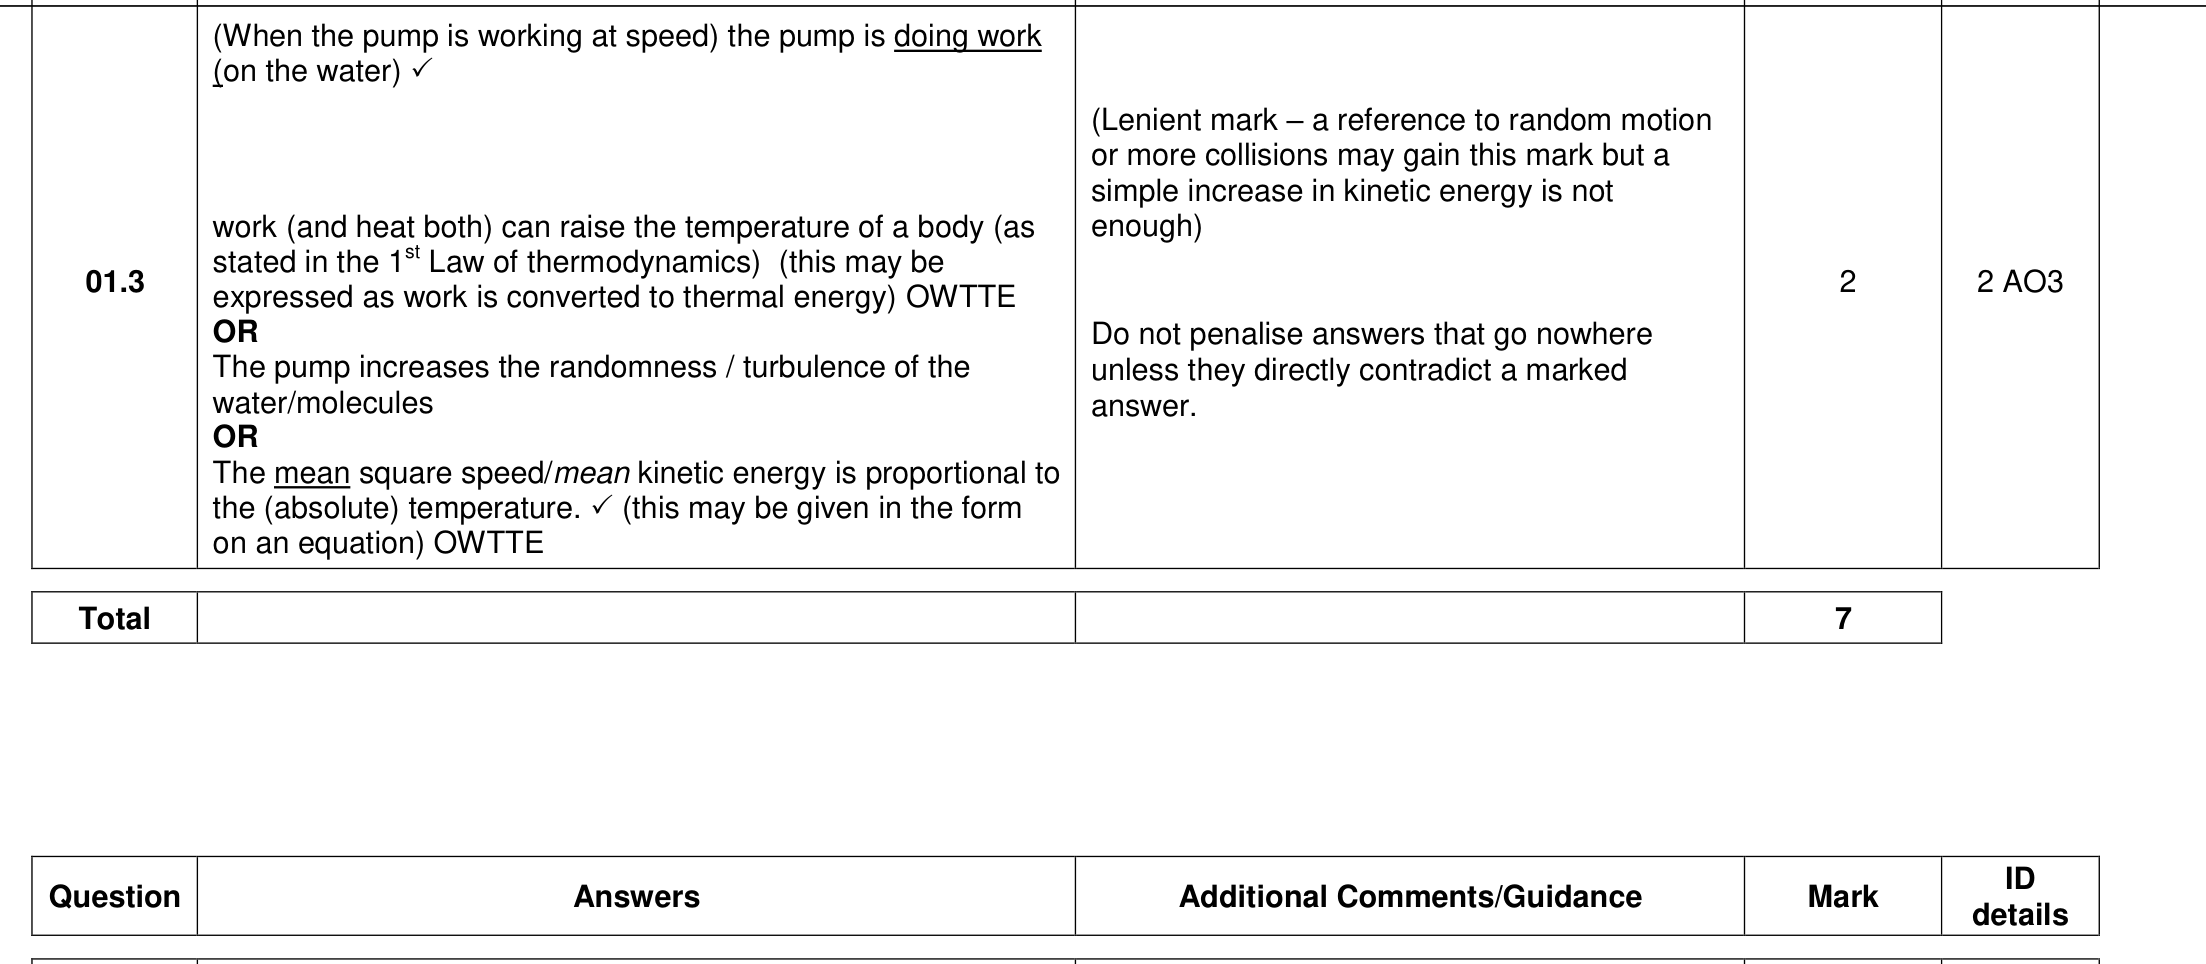 01.3
(When the pump is working at speed) the pump is doing work
(on the water) ✓
work (and heat both) can raise the temperature of a body (as
stated in the 1st Law of thermodynamics)  (this may be
expressed as work is converted to thermal energy) OWTTE
OR
The pump increases the randomness / turbulence of the
water/molecules
OR
The mean square speed/mean kinetic energy is proportional to
the (absolute) temperature. ✓ (this may be given in the form
on an equation) OWTTE
(Lenient mark – a reference to random motion
or more collisions may gain this mark but a
simple increase in kinetic energy is not
enough)
Do not penalise answers that go nowhere
unless they directly contradict a marked
answer.
2
2 AO3
Total
7
Question
Answers
Additional Comments/Guidance
Mark
ID
details